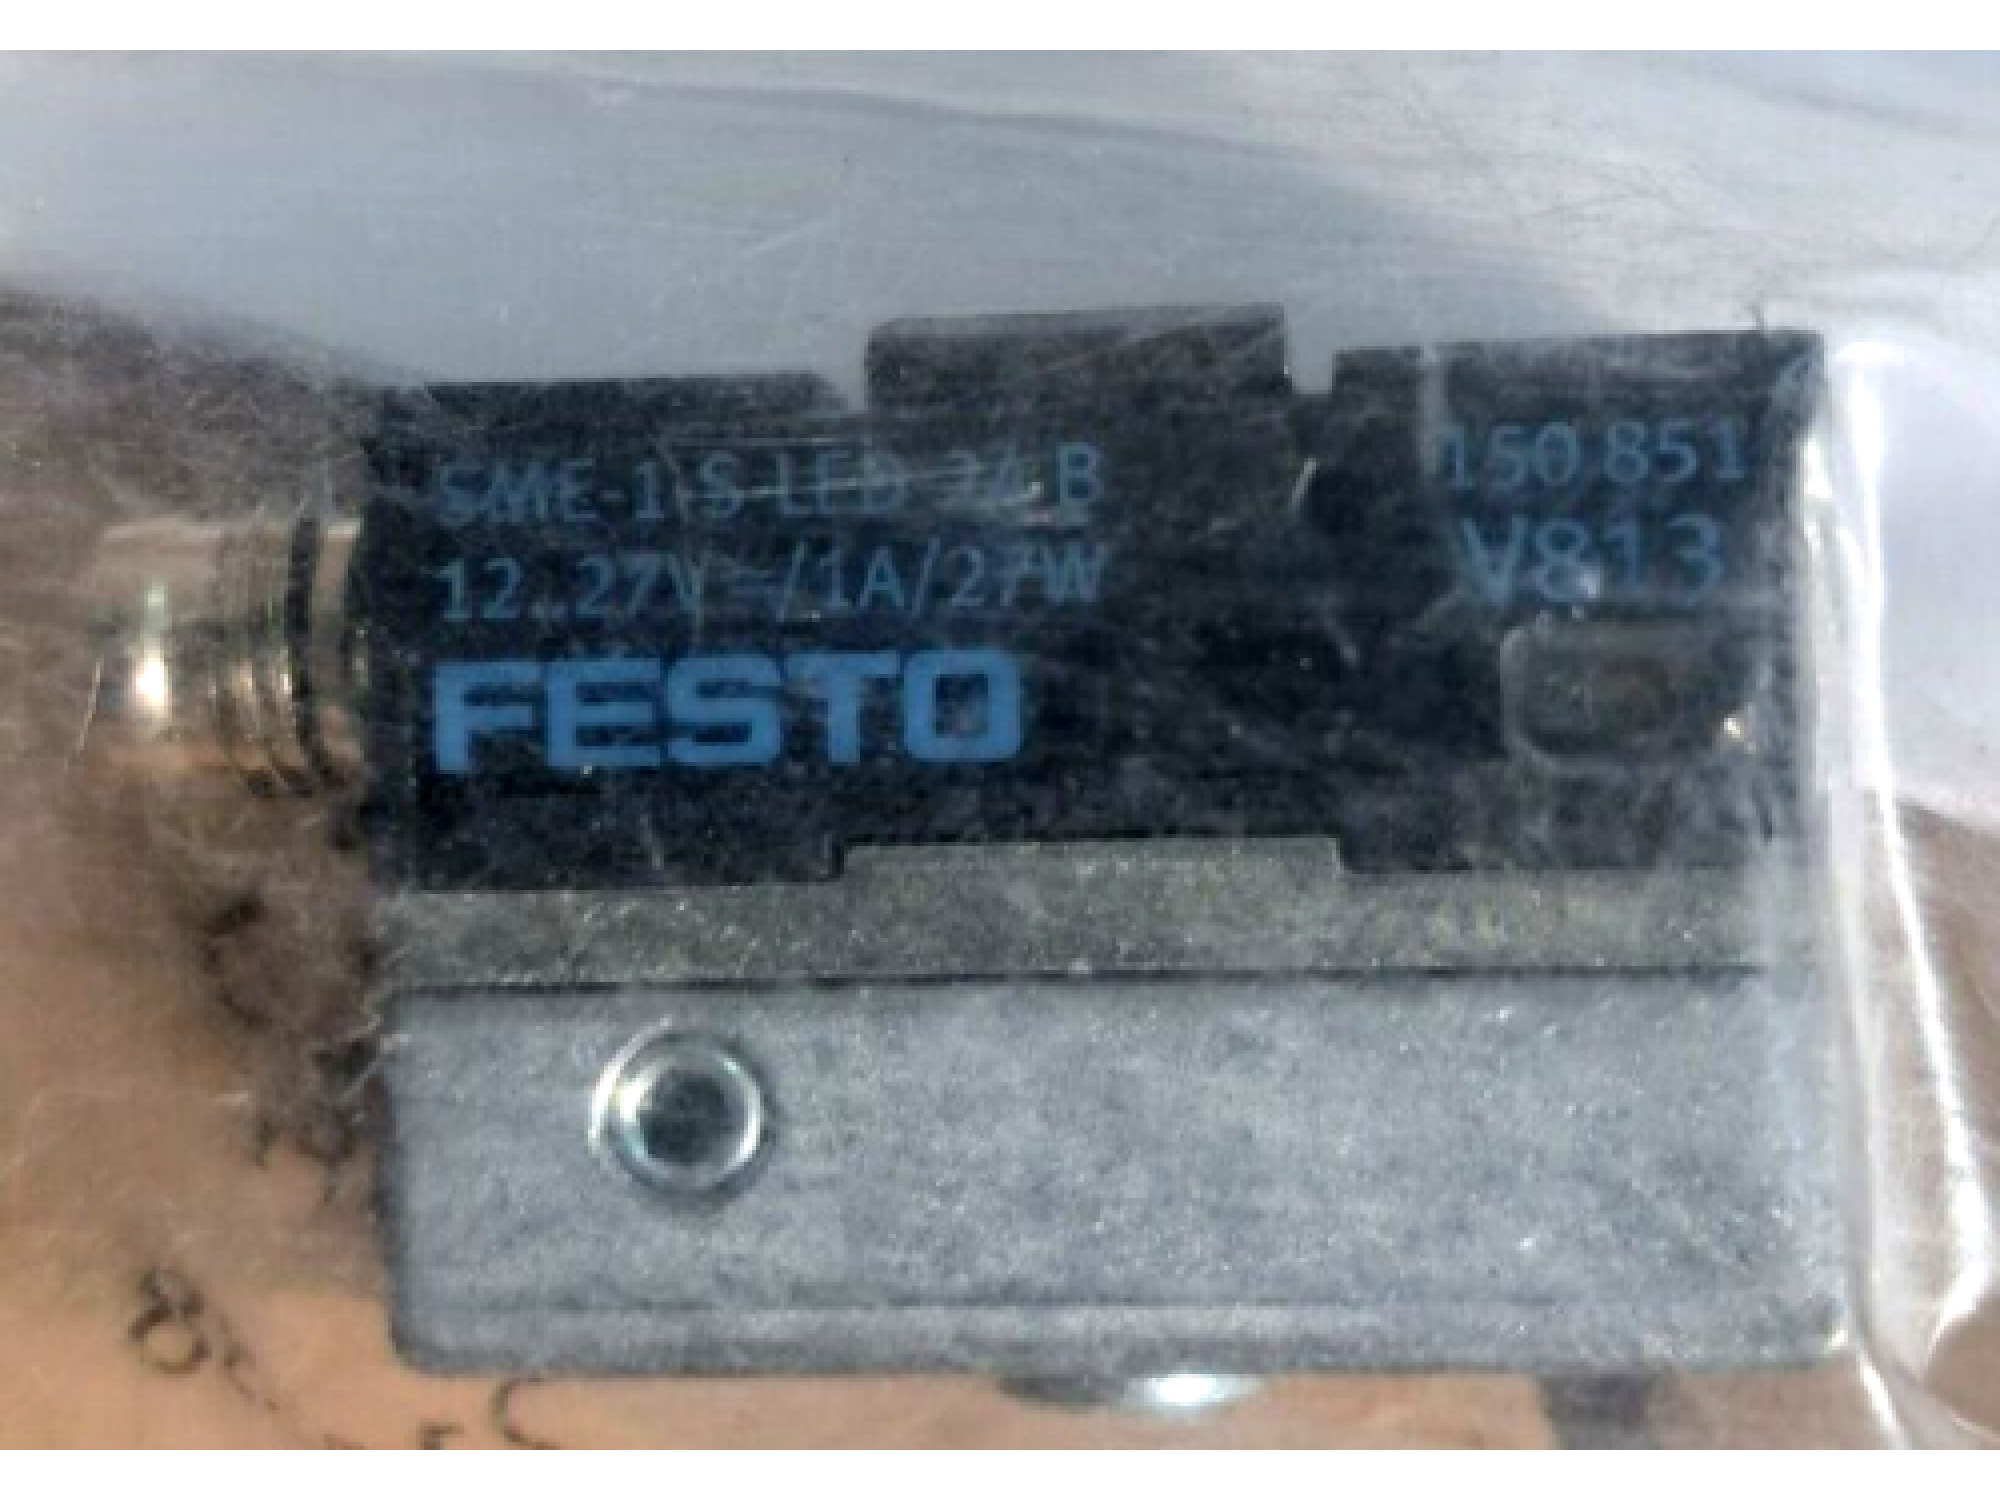 SME-1-S-LED-24-B
12..27V =/1A/27W
FESTO
150 851
V813